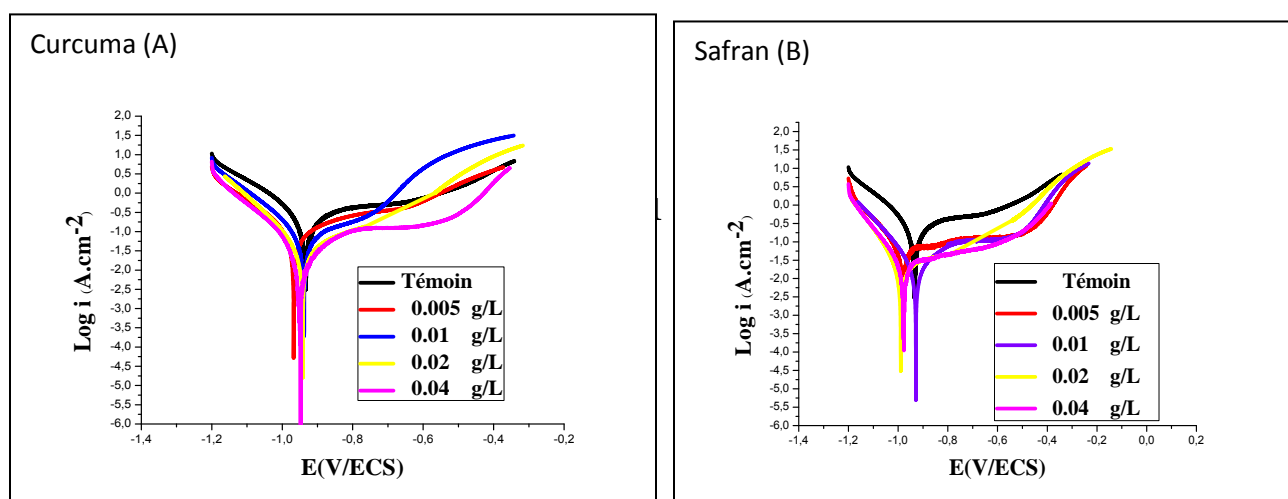 Curcuma (A)
2,0
1,5
1,0
0,5
0,0
-0,5
-1,0
-1,5
-2,0
-2,5
-3,0
-3,5
-4,0
-4,5
-5,0
-5,5
-6,0
Log i (A.cm-2)
-1,4 -1,2 -1,0 -0,8 -0,6 -0,4 -0,2
E(V/ECS)
Témoin
0.005 g/L
0.01 g/L
0.02 g/L
0.04 g/L
Safran (B)
2,0
1,5
1,0
0,5
0,0
-0,5
-1,0
-1,5
-2,0
-2,5
-3,0
-3,5
-4,0
-4,5
-5,0
-5,5
-6,0
Log i (A.cm-2)
-1,4 -1,2 -1,0 -0,8 -0,6 -0,4 -0,2 0,0 0,2
E(V/ECS)
Témoin
0.005 g/L
0.01 g/L
0.02 g/L
0.04 g/L